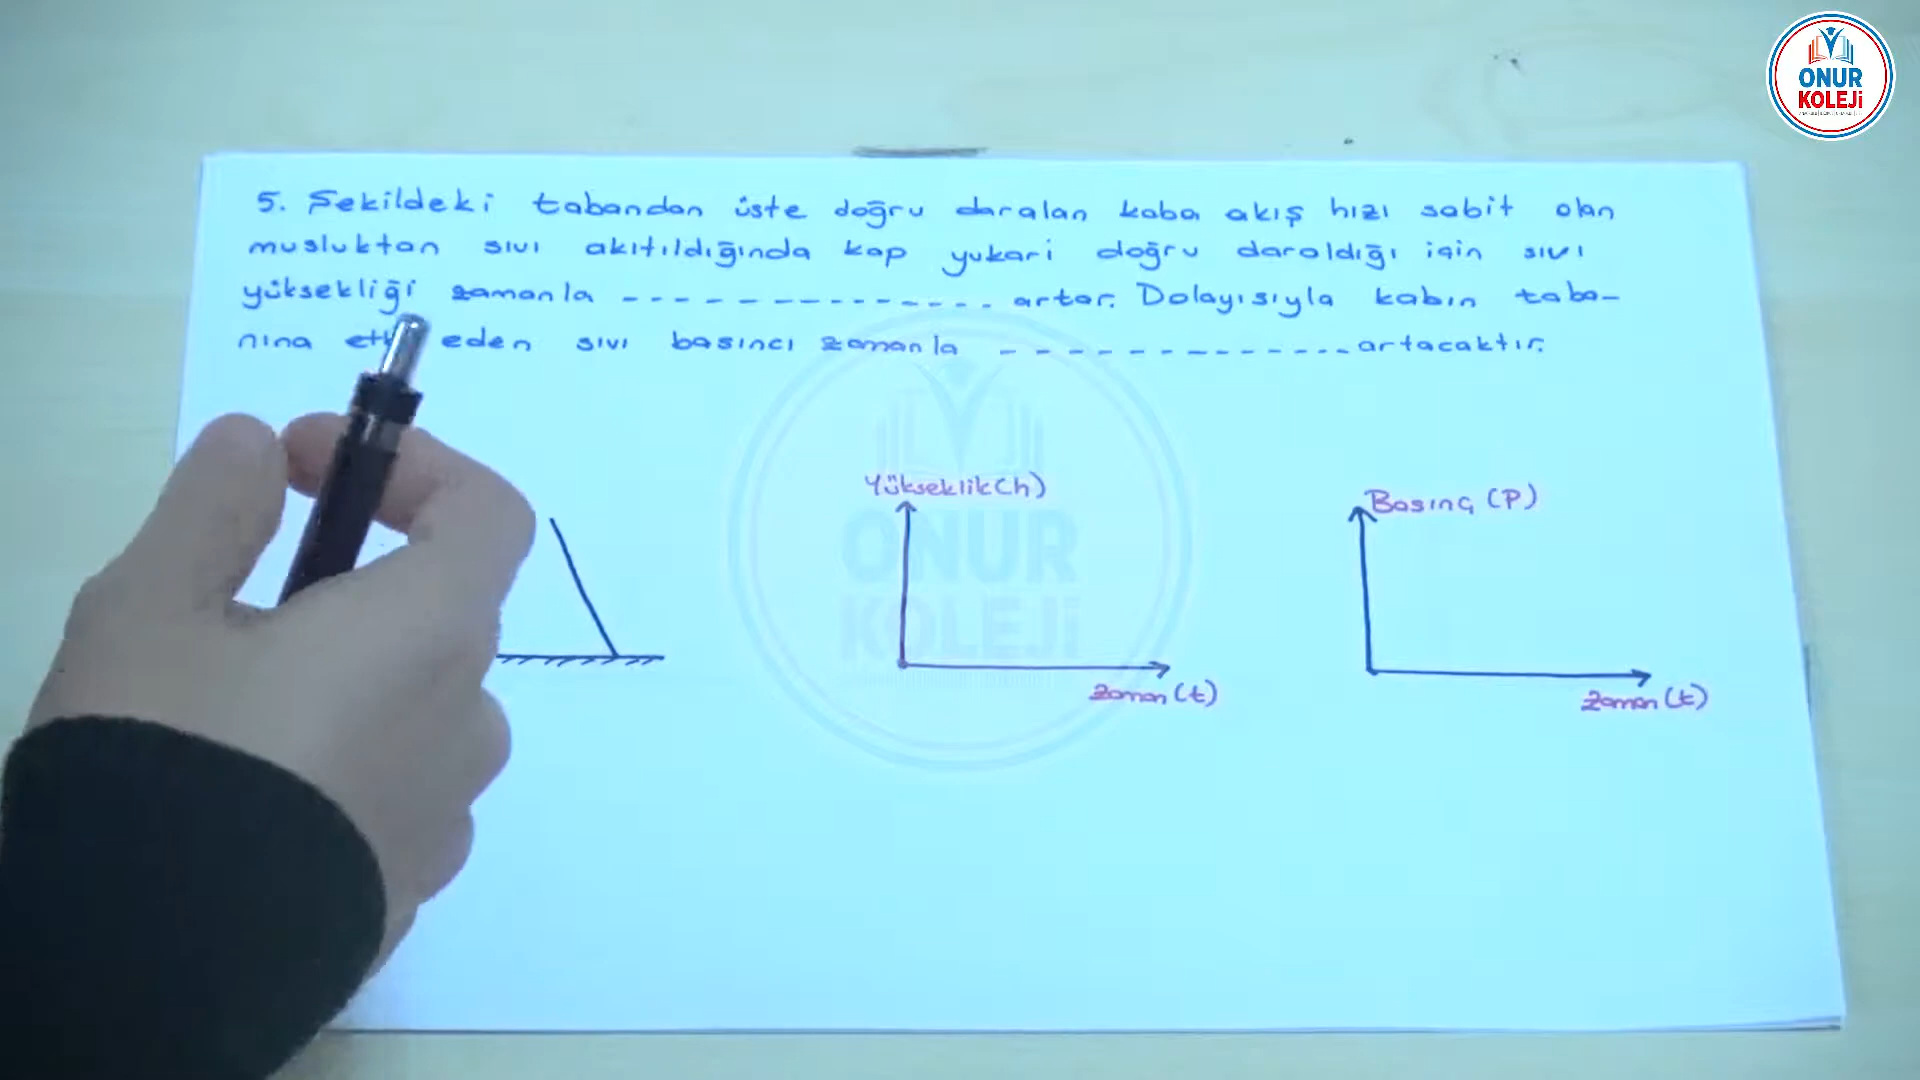 ONUR
KOLEJİ
5. Şekildeki tabandan üste doğru daralan kaba akış hızı sabit olan
musluktan sıvı akıtıldığında kap yukarı doğru daraldığı için sıvı
yüksekliği zamanla -------------- artar. Dolayısıyla kabın taba-
nına eden sıvı basıncı zamanla -------------- artacaktır.
Yükseklik(h)
Basınç (P)
ONUR
KOLEJİ
zaman (t)
zaman (t)